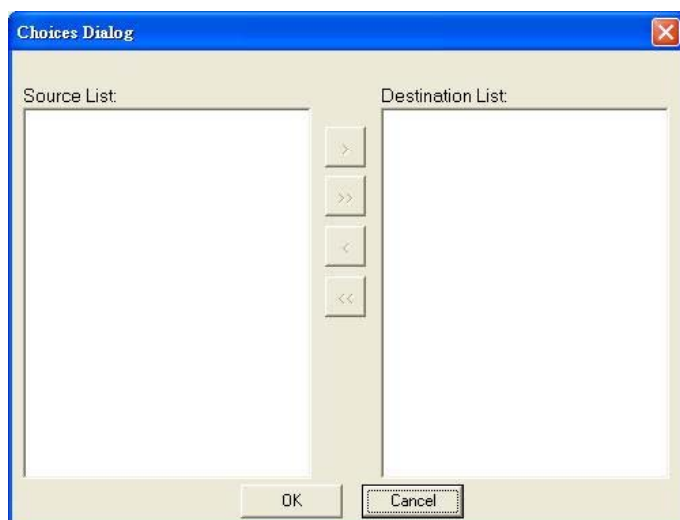 Choices Dialog
Source List:
Destination List:
>
>>
<
<<
OK
Cancel